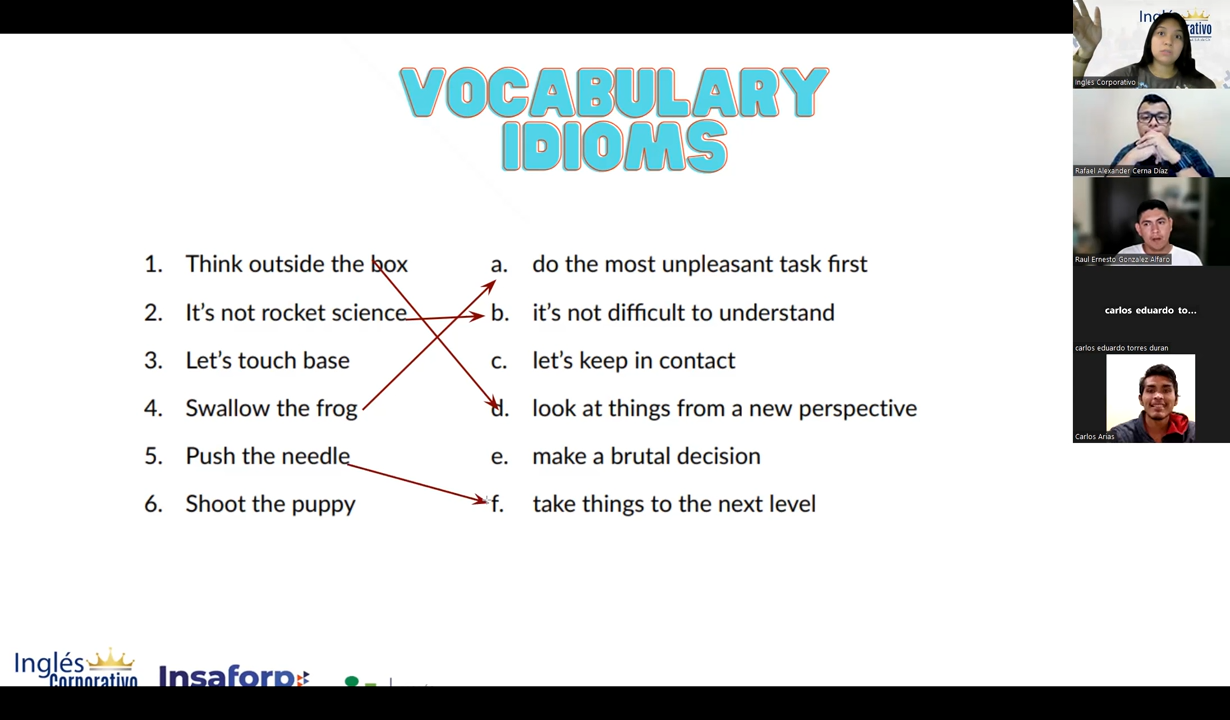 VOCABULARY
IDIOMS
1. Think outside the box
2. It's not rocket science
3. Let's touch base
4. Swallow the frog
5. Push the needle
6. Shoot the puppy
a. do the most unpleasant task first
b. it's not difficult to understand
c. let's keep in contact
d. look at things from a new perspective
e. make a brutal decision
f. take things to the next level
Inglés
Corporativo
Insaforp
Inglés Corporativo
Rafael Alexander Cerna Díaz
Raul Ernesto Gonzalez Alfaro
carlos eduardo to...
carlos eduardo torres duran
Carlos Arias